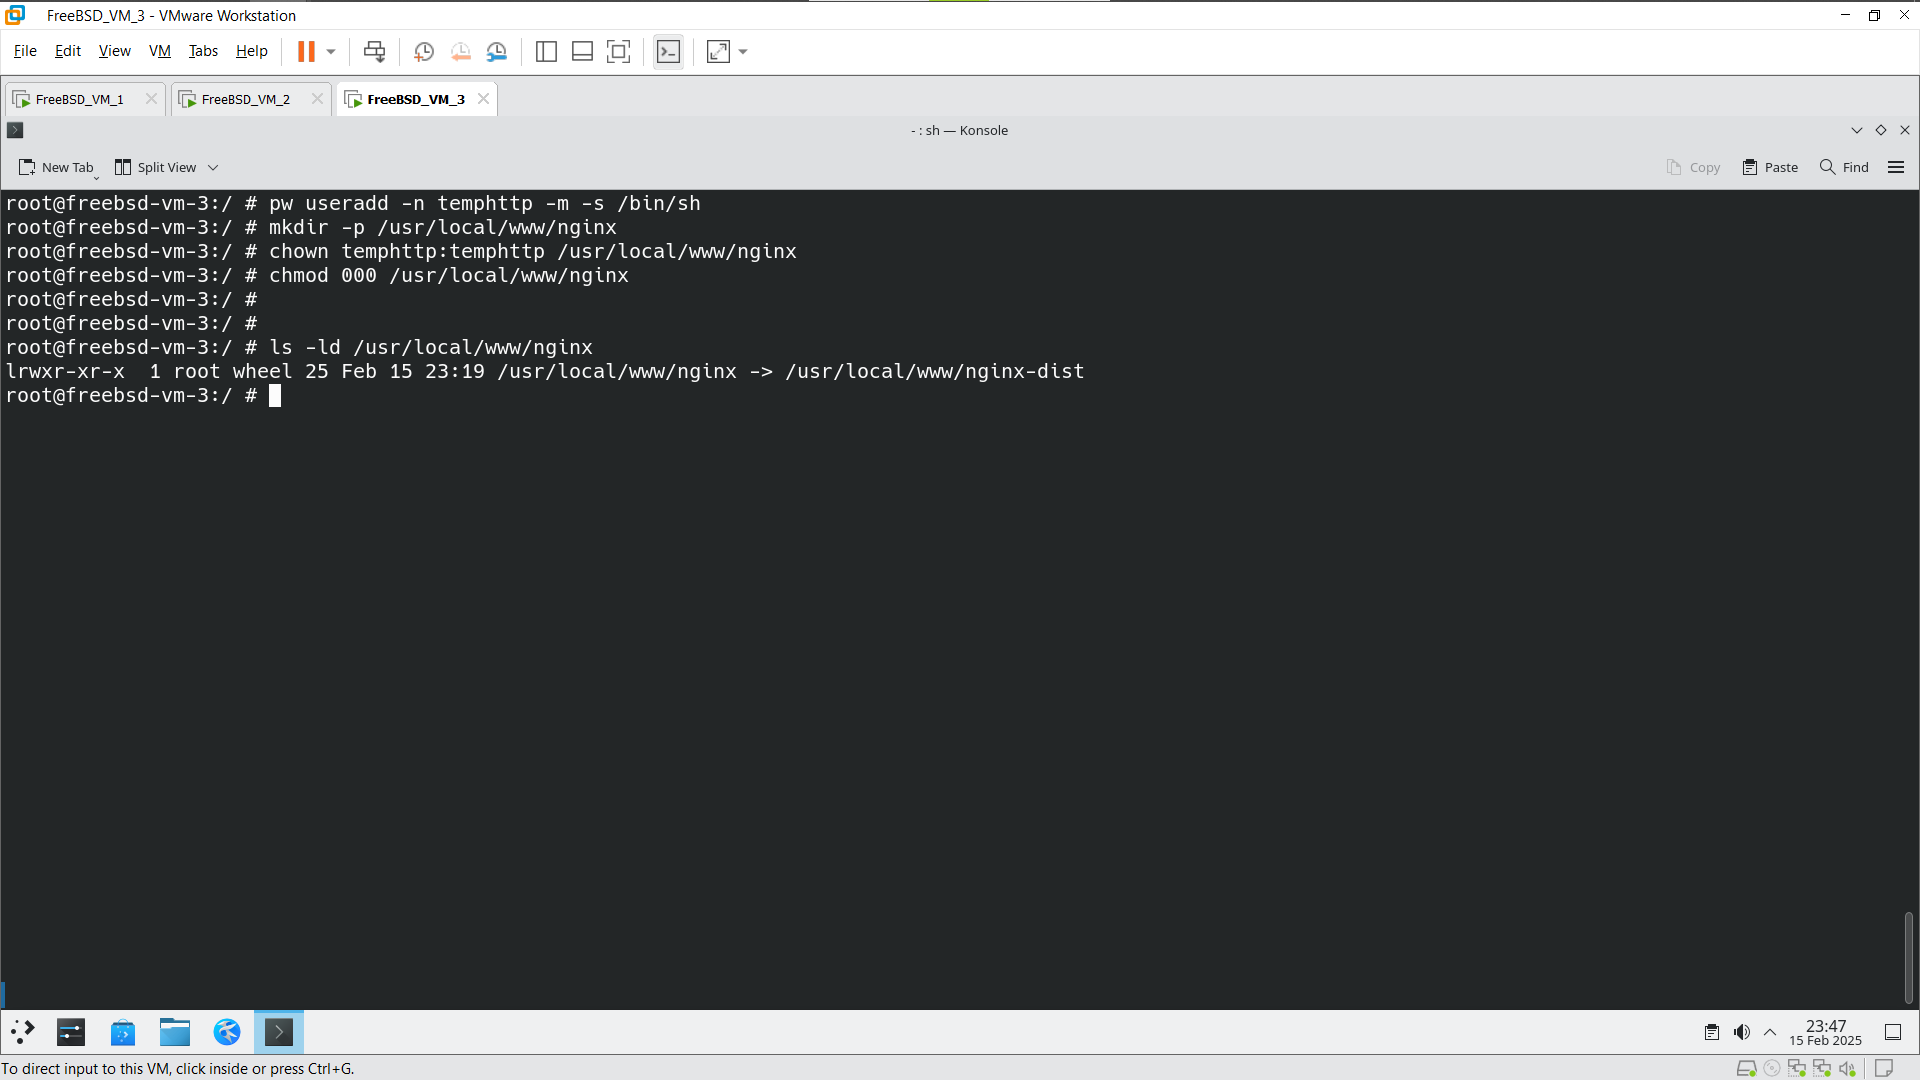 FreeBSD_VM_3 - VMware Workstation
File Edit View VM Tabs Help
FreeBSD_VM_1 FreeBSD_VM_2 FreeBSD_VM_3
- : sh — Konsole
New Tab Split View Copy Paste Find
root@freebsd-vm-3:/ # pw useradd -n temphttp -m -s /bin/sh
root@freebsd-vm-3:/ # mkdir -p /usr/local/www/nginx
root@freebsd-vm-3:/ # chown temphttp:temphttp /usr/local/www/nginx
root@freebsd-vm-3:/ # chmod 000 /usr/local/www/nginx
root@freebsd-vm-3:/ #
root@freebsd-vm-3:/ #
root@freebsd-vm-3:/ # ls -ld /usr/local/www/nginx
lrwxr-xr-x  1 root wheel 25 Feb 15 23:19 /usr/local/www/nginx -> /usr/local/www/nginx-dist
root@freebsd-vm-3:/ #
23:47
15 Feb 2025
To direct input to this VM, click inside or press Ctrl+G.